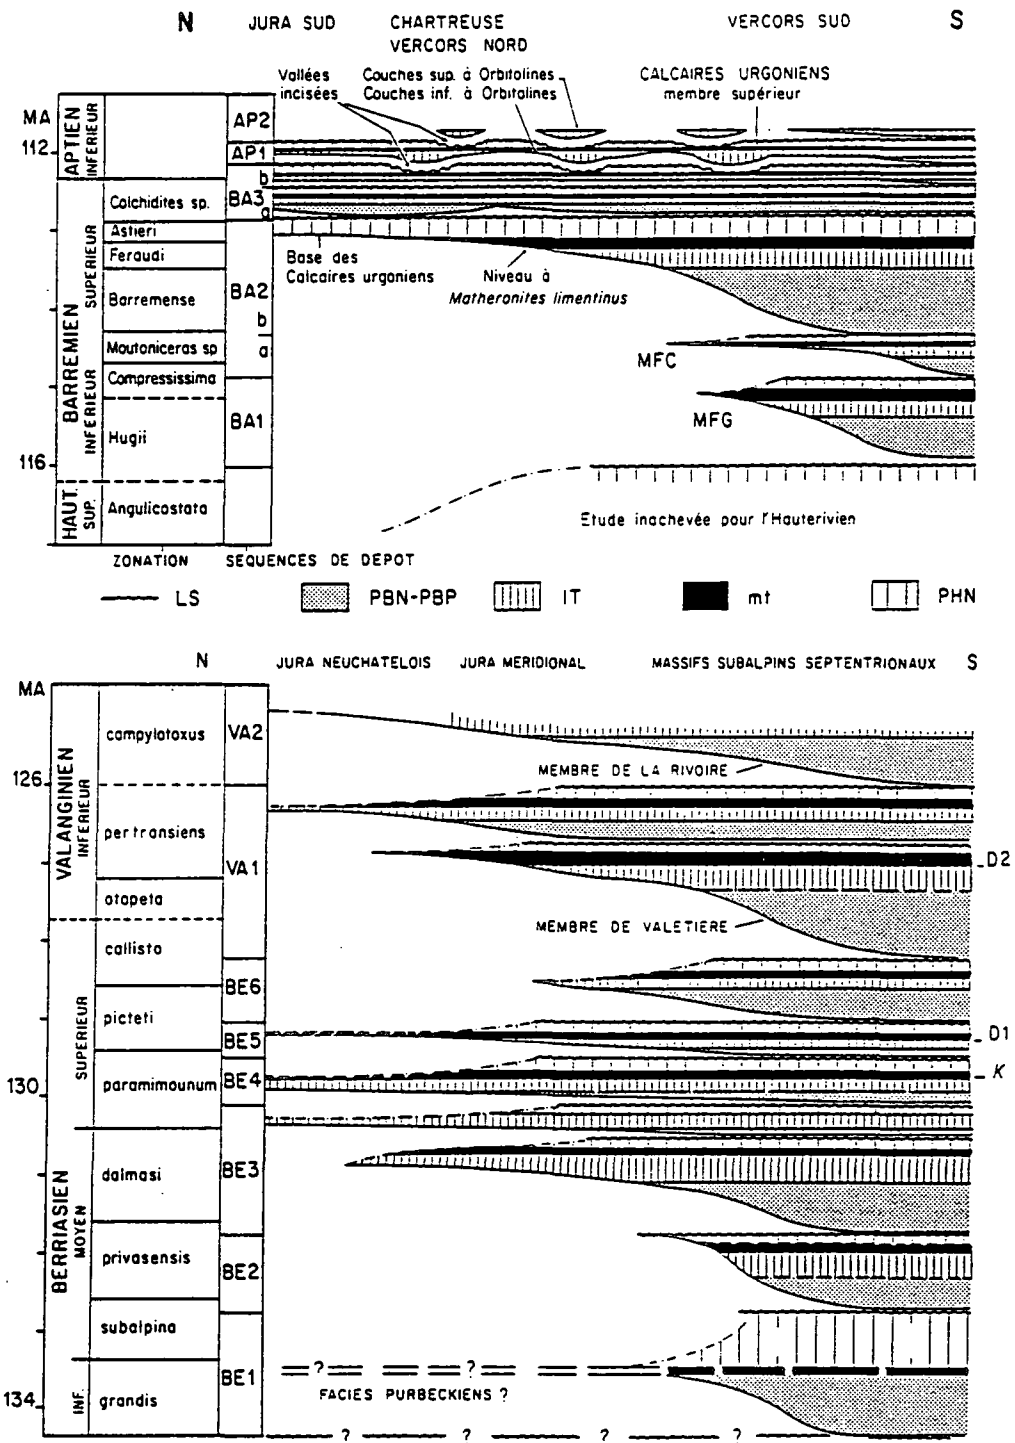 N JURA SUD CHARTREUSE VERCORS NORD VERCORS SUD S
Vallées incisées
Couches sup. à Orbitolines
Couches inf. à Orbitolines
CALCAIRES URGONIENS
membre supérieur
MA
112
116
APTIEN INFERIEUR
BARREMIEN
SUPERIEUR
INFERIEUR
HAUT. SUP.
Colchidites sp.
Astieri
Feraudi
Barremense
Moutoniceras sp
Compressissima
Hugii
Angulicostata
AP2
AP1
b
BA3
a
BA2
b
a
BA1
Base des
Calcaires urgoniens
Niveau à
Matheronites limentinus
MFC
MFG
Etude inachevée pour l'Hauterivien
ZONATION SEQUENCES DE DEPOT
LS PBN-PBP IT mt PHN
N JURA NEUCHATELOIS JURA MERIDIONAL MASSIFS SUBALPINS SEPTENTRIONAUX S
MA
126
130
134
VALANGINIEN
INFERIEUR
BERRIASIEN
SUPERIEUR
MOYEN
INF.
campylotoxus
per transiens
otopeta
callisto
picteti
paramimounum
dalmasi
privasensis
subalpina
grandis
VA2
VA1
BE6
BE5
BE4
BE3
BE2
BE1
MEMBRE DE LA RIVOIRE
D2
MEMBRE DE VALETIERE
D1
K
? ?
FACIES PURBECKIENS ?
? ? ? ?